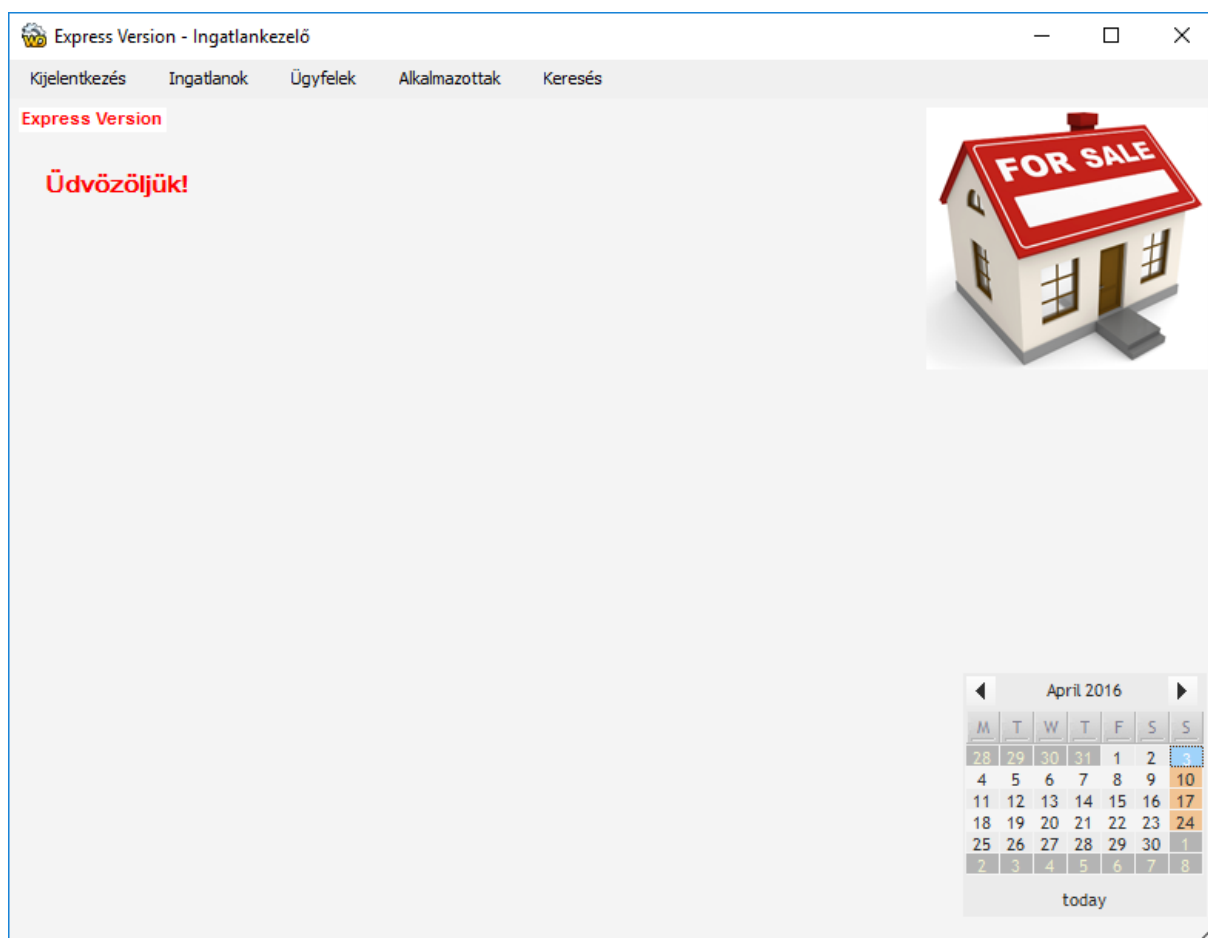 Express Version - Ingatlankezelő
Kijelentkezés Ingatlanok Ügyfelek Alkalmazottak Keresés
Express Version
Üdvözöljük!
FOR SALE
April 2016
M T W T F S S
28 29 30 31 1 2 3
4 5 6 7 8 9 10
11 12 13 14 15 16 17
18 19 20 21 22 23 24
25 26 27 28 29 30 1
2 3 4 5 6 7 8
today